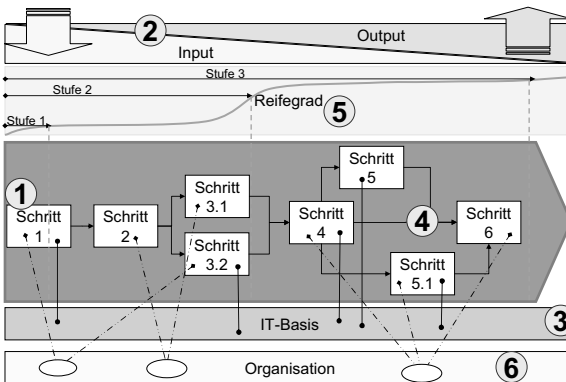 2
Output
Input
Stufe 3
Stufe 2
Reifegrad
5
Stufe 1
1
Schritt
1
Schritt
2
Schritt
3.1
Schritt
3.2
Schritt
4
Schritt
5
4
Schritt
5.1
Schritt
6
IT-Basis
3
Organisation
6